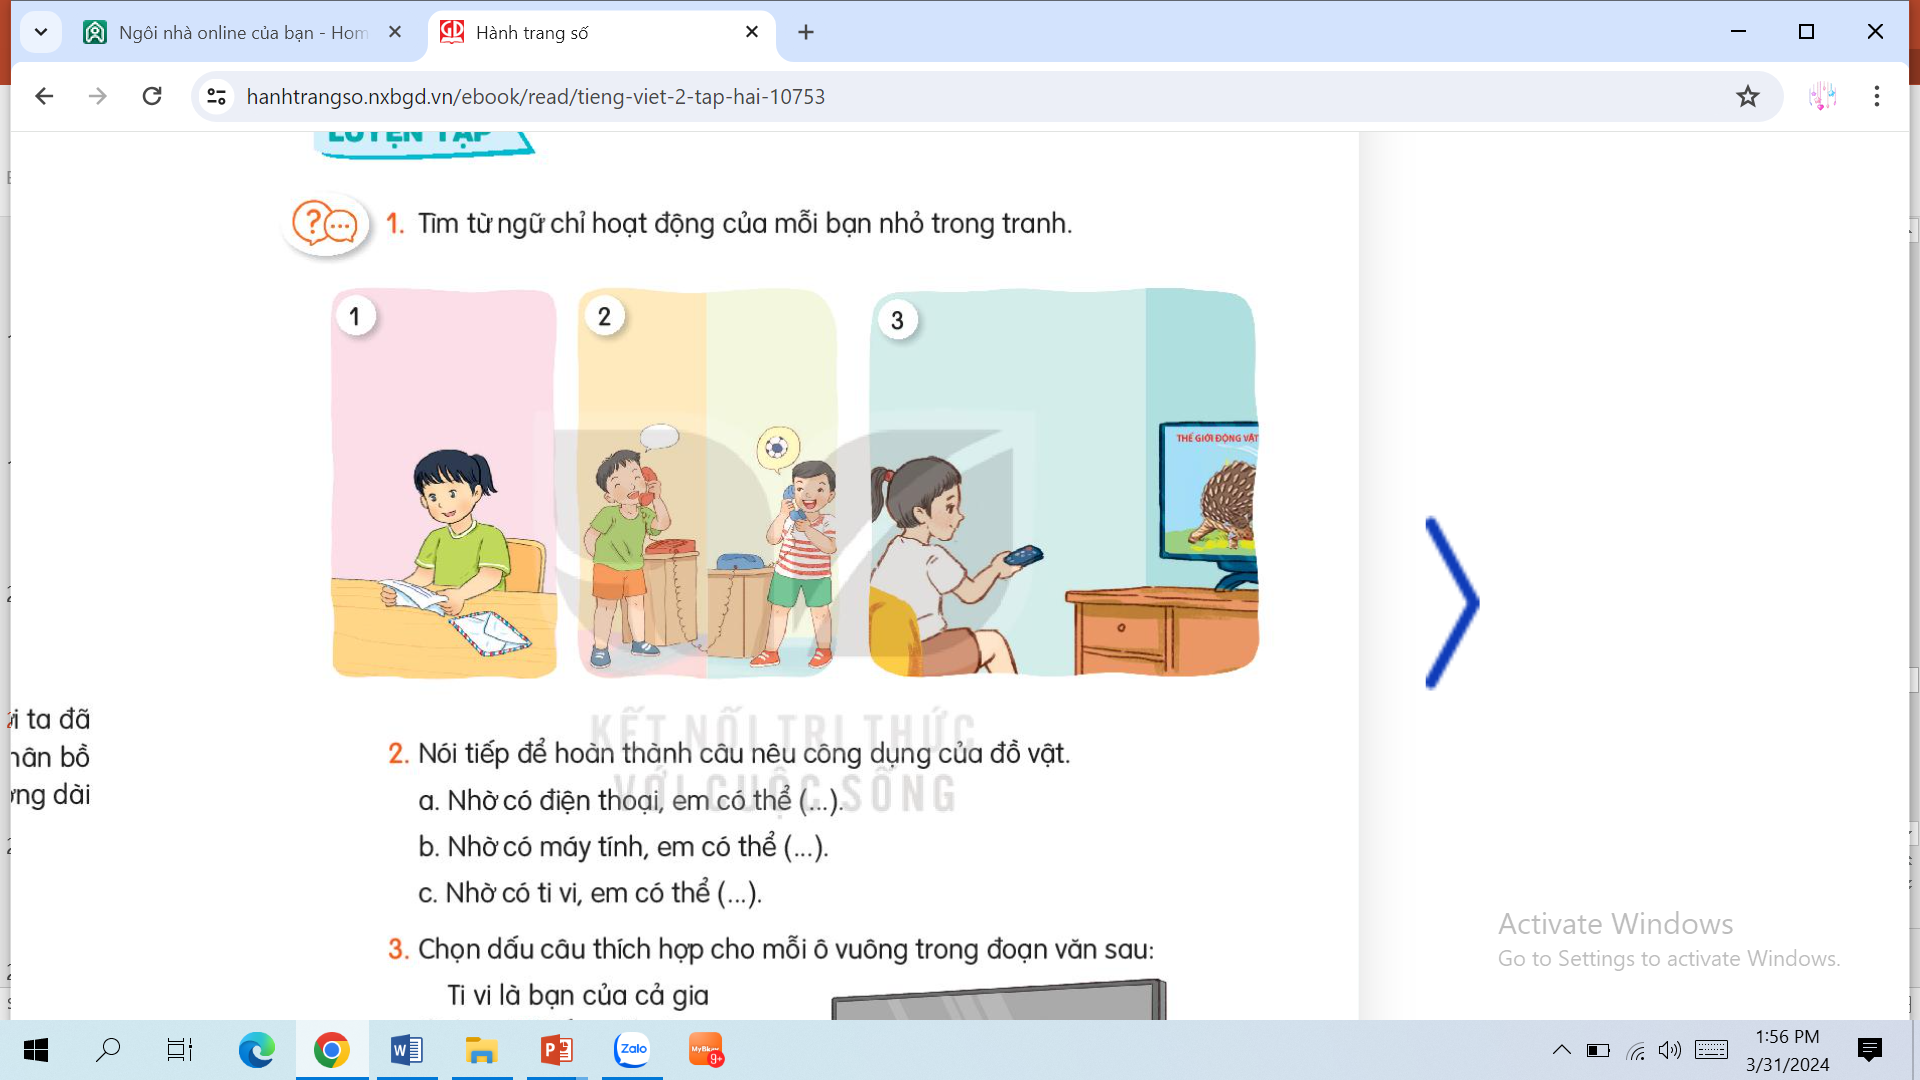 Ngôi nhà online của bạn - Hom
Hành trang số
hanhtrangso.nxbgd.vn/ebook/read/tieng-viet-2-tap-hai-10753
LUYỆN TẬP
1. Tìm từ ngữ chỉ hoạt động của mỗi bạn nhỏ trong tranh.
1
2
3
THẾ GIỚI ĐỘNG VẬT
KẾT NỐI TRI THỨC
VỚI CUỘC SỐNG
ta đã
bồ
dài
2. Nói tiếp để hoàn thành câu nêu công dụng của đồ vật.
a. Nhờ có điện thoại, em có thể (...).
b. Nhờ có máy tính, em có thể (...).
c. Nhờ có ti vi, em có thể (...).
3. Chọn dấu câu thích hợp cho mỗi ô vuông trong đoạn văn sau:
Ti vi là bạn của cả gia
Activate Windows
Go to Settings to activate Windows.
Zalo
9+
1:56 PM
3/31/2024